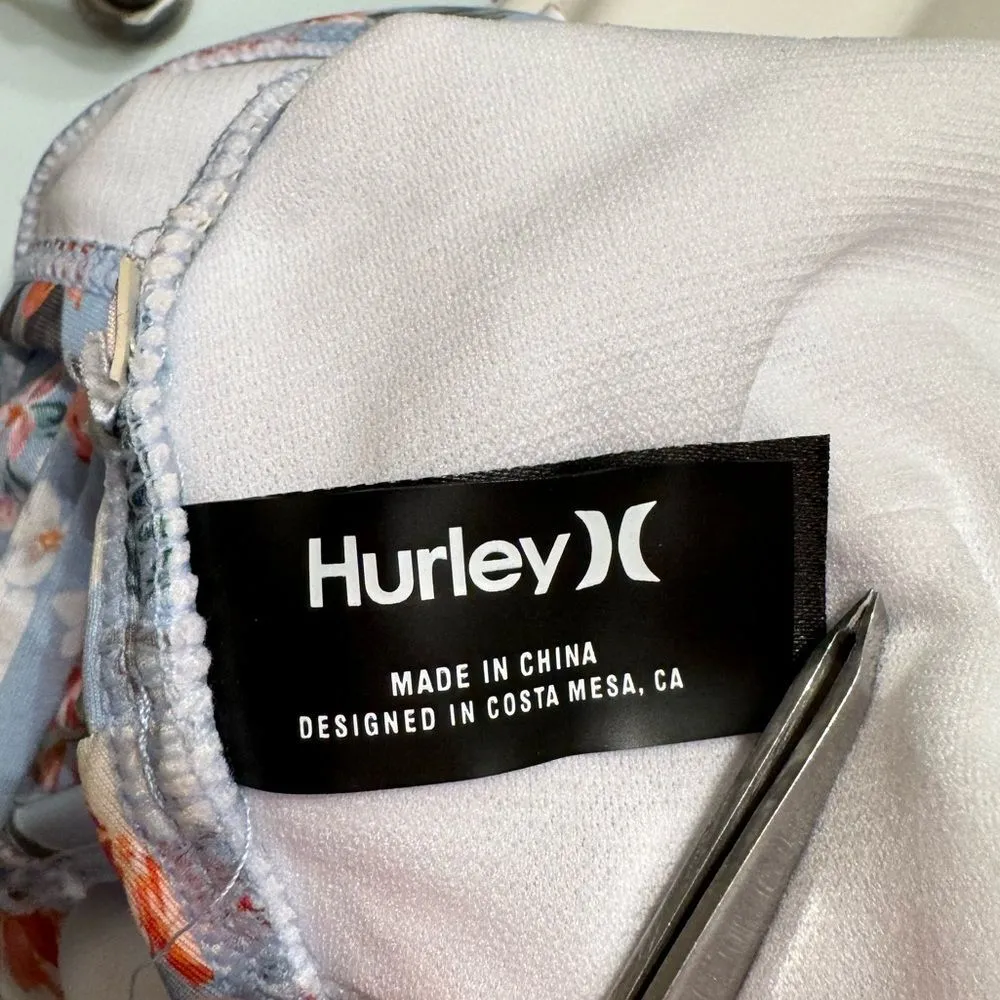 Hurley
MADE IN CHINA
DESIGNED IN COSTA MESA, CA